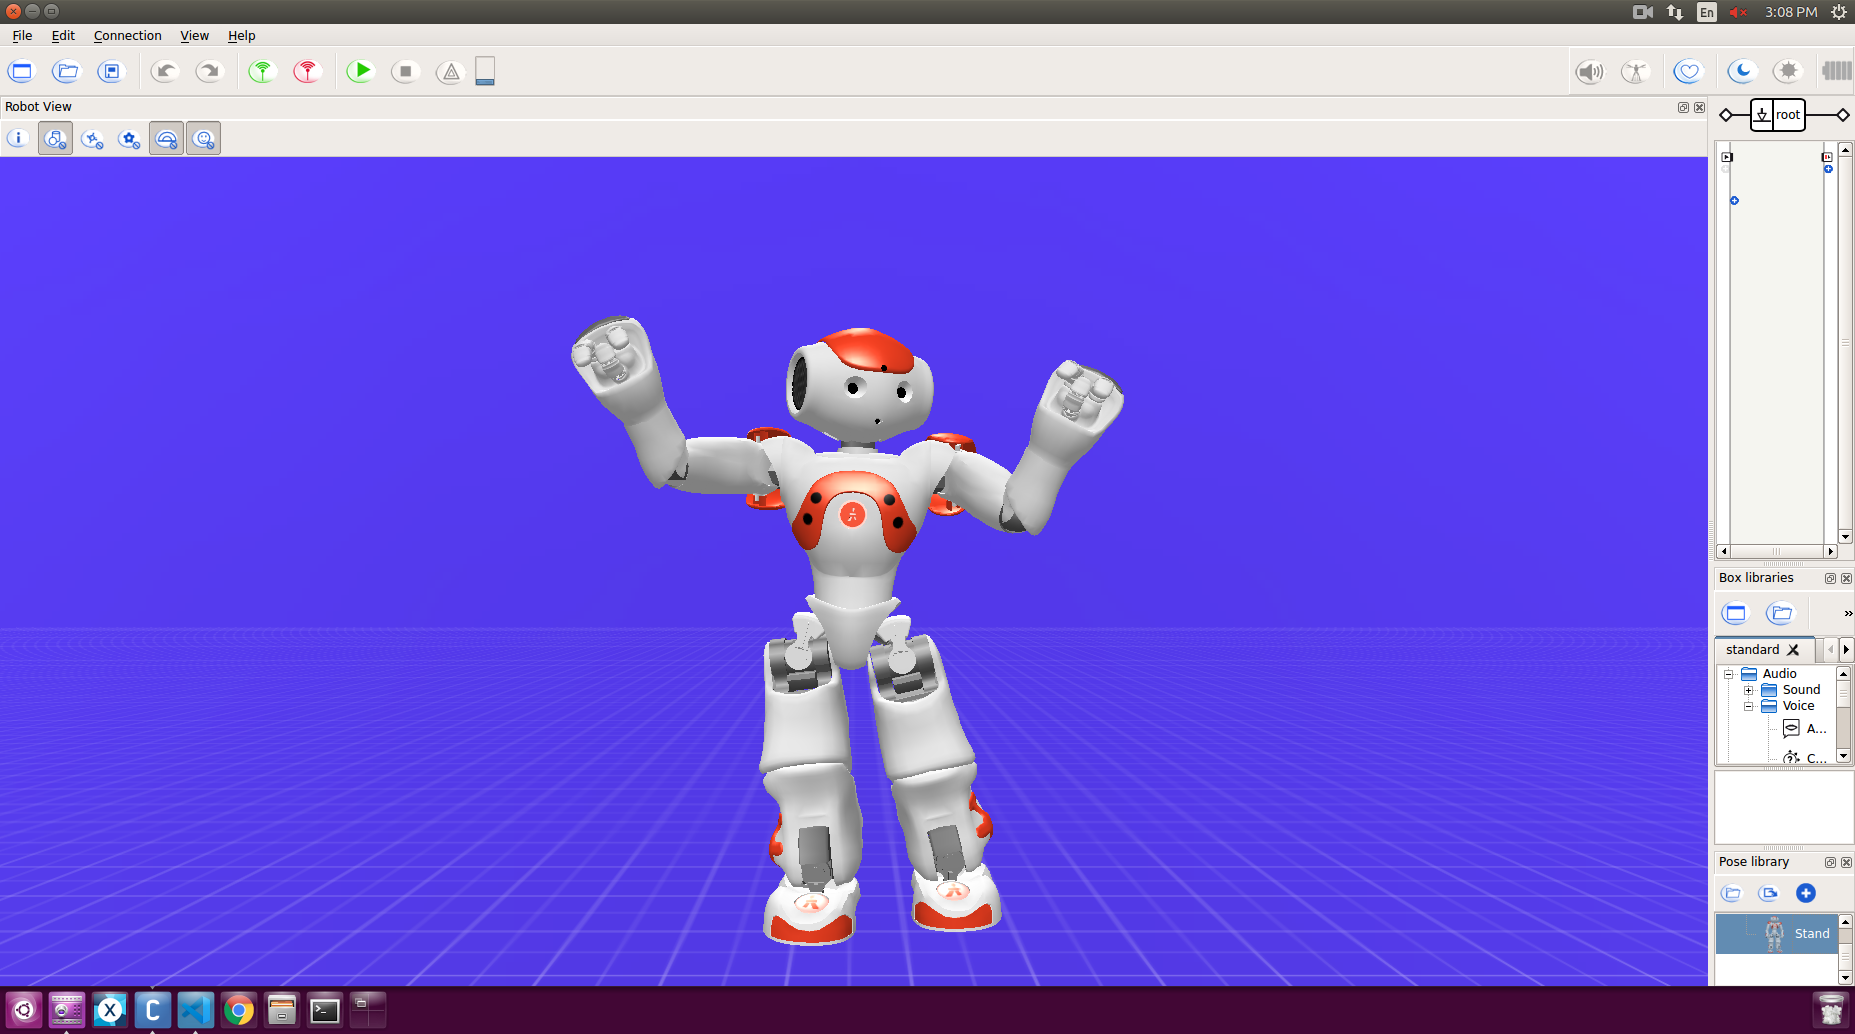 En
3:08 PM
File Edit Connection View Help
Robot View
root
Box libraries
»
standard
Audio
Sound
Voice
A...
C...
Pose library
Stand
X
C
>_